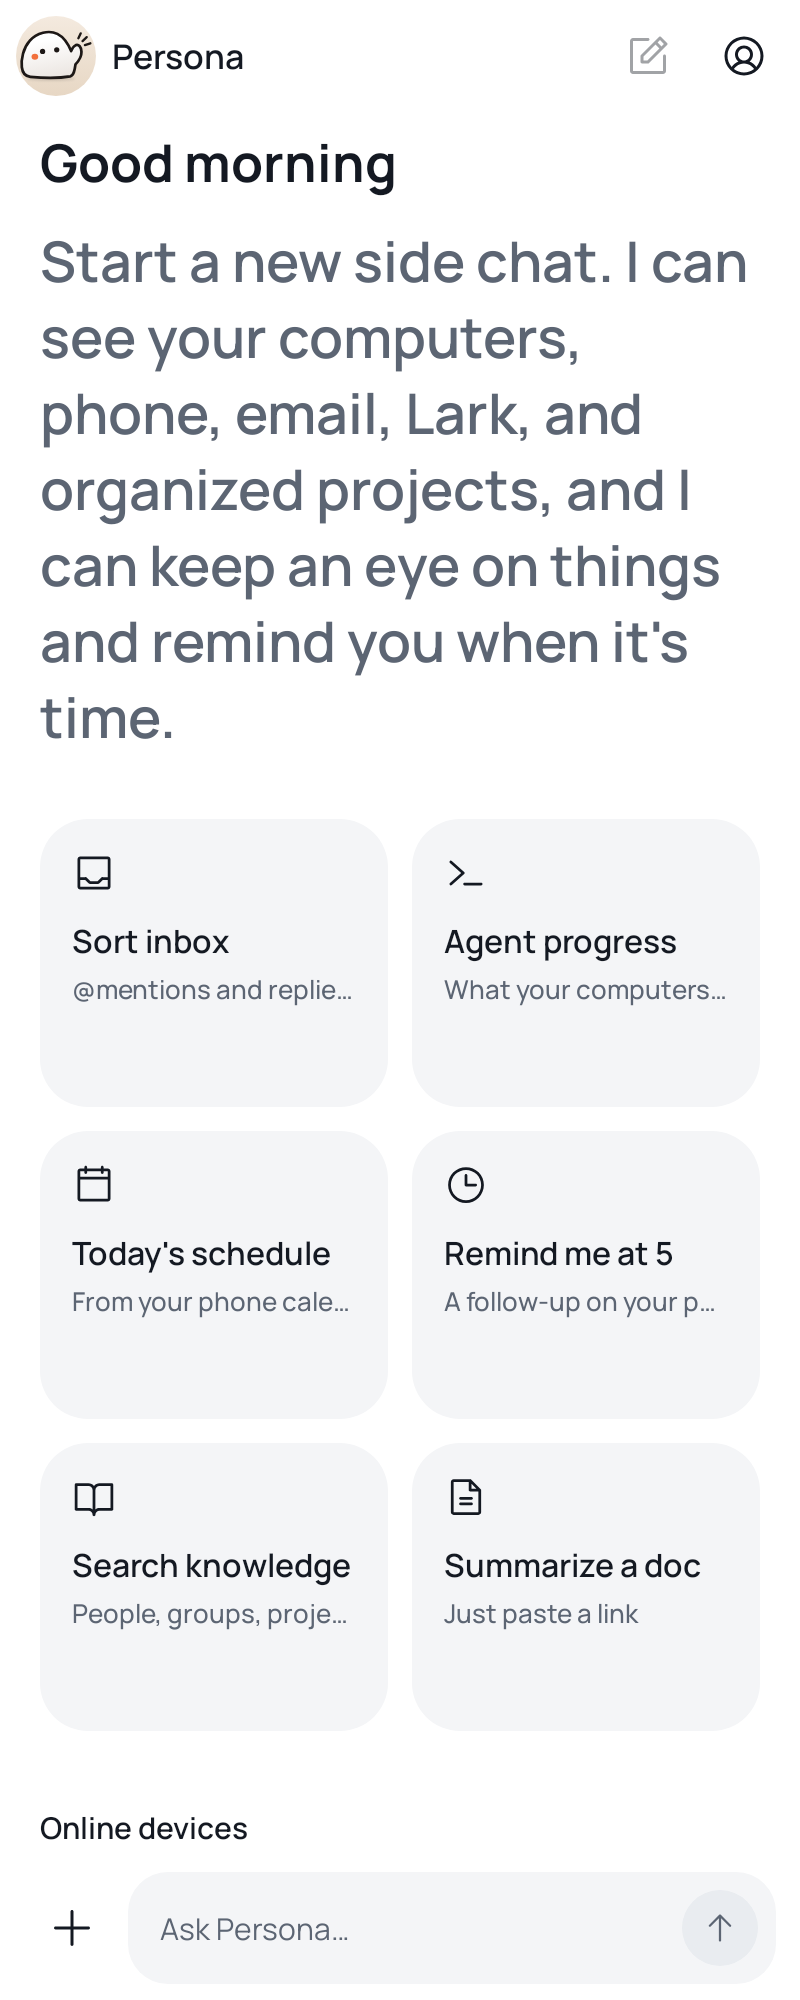 Persona
Good morning
Start a new side chat. I can
see your computers,
phone, email, Lark, and
organized projects, and I
can keep an eye on things
and remind you when it's
time.
Sort inbox
@mentions and replie…
Agent progress
What your computers…
Today's schedule
From your phone cale…
Remind me at 5
A follow-up on your p…
Search knowledge
People, groups, proje…
Summarize a doc
Just paste a link
Online devices
Ask Persona…